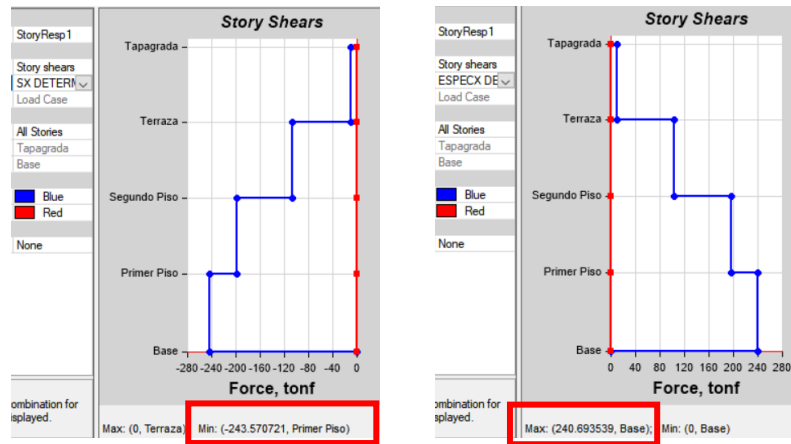 Story Shears
StoryResp1
Story shears
SX DETERM
Load Case
All Stories
Tapagrada
Base
Blue
Red
None
ombination for
splayed.
Tapagrada
Terraza
Segundo Piso
Primer Piso
Base
-280 -240 -200 -160 -120 -80 -40 0
Force, tonf
Max: (0, Terraza) Min: (-243.570721, Primer Piso)
Story Shears
StoryResp1
Story shears
ESPECX DE
Load Case
All Stories
Tapagrada
Base
Blue
Red
None
ombination for
splayed.
Tapagrada
Terraza
Segundo Piso
Primer Piso
Base
0 40 80 120 160 200 240 280
Force, tonf
Max: (240.693539, Base); Min: (0, Base)